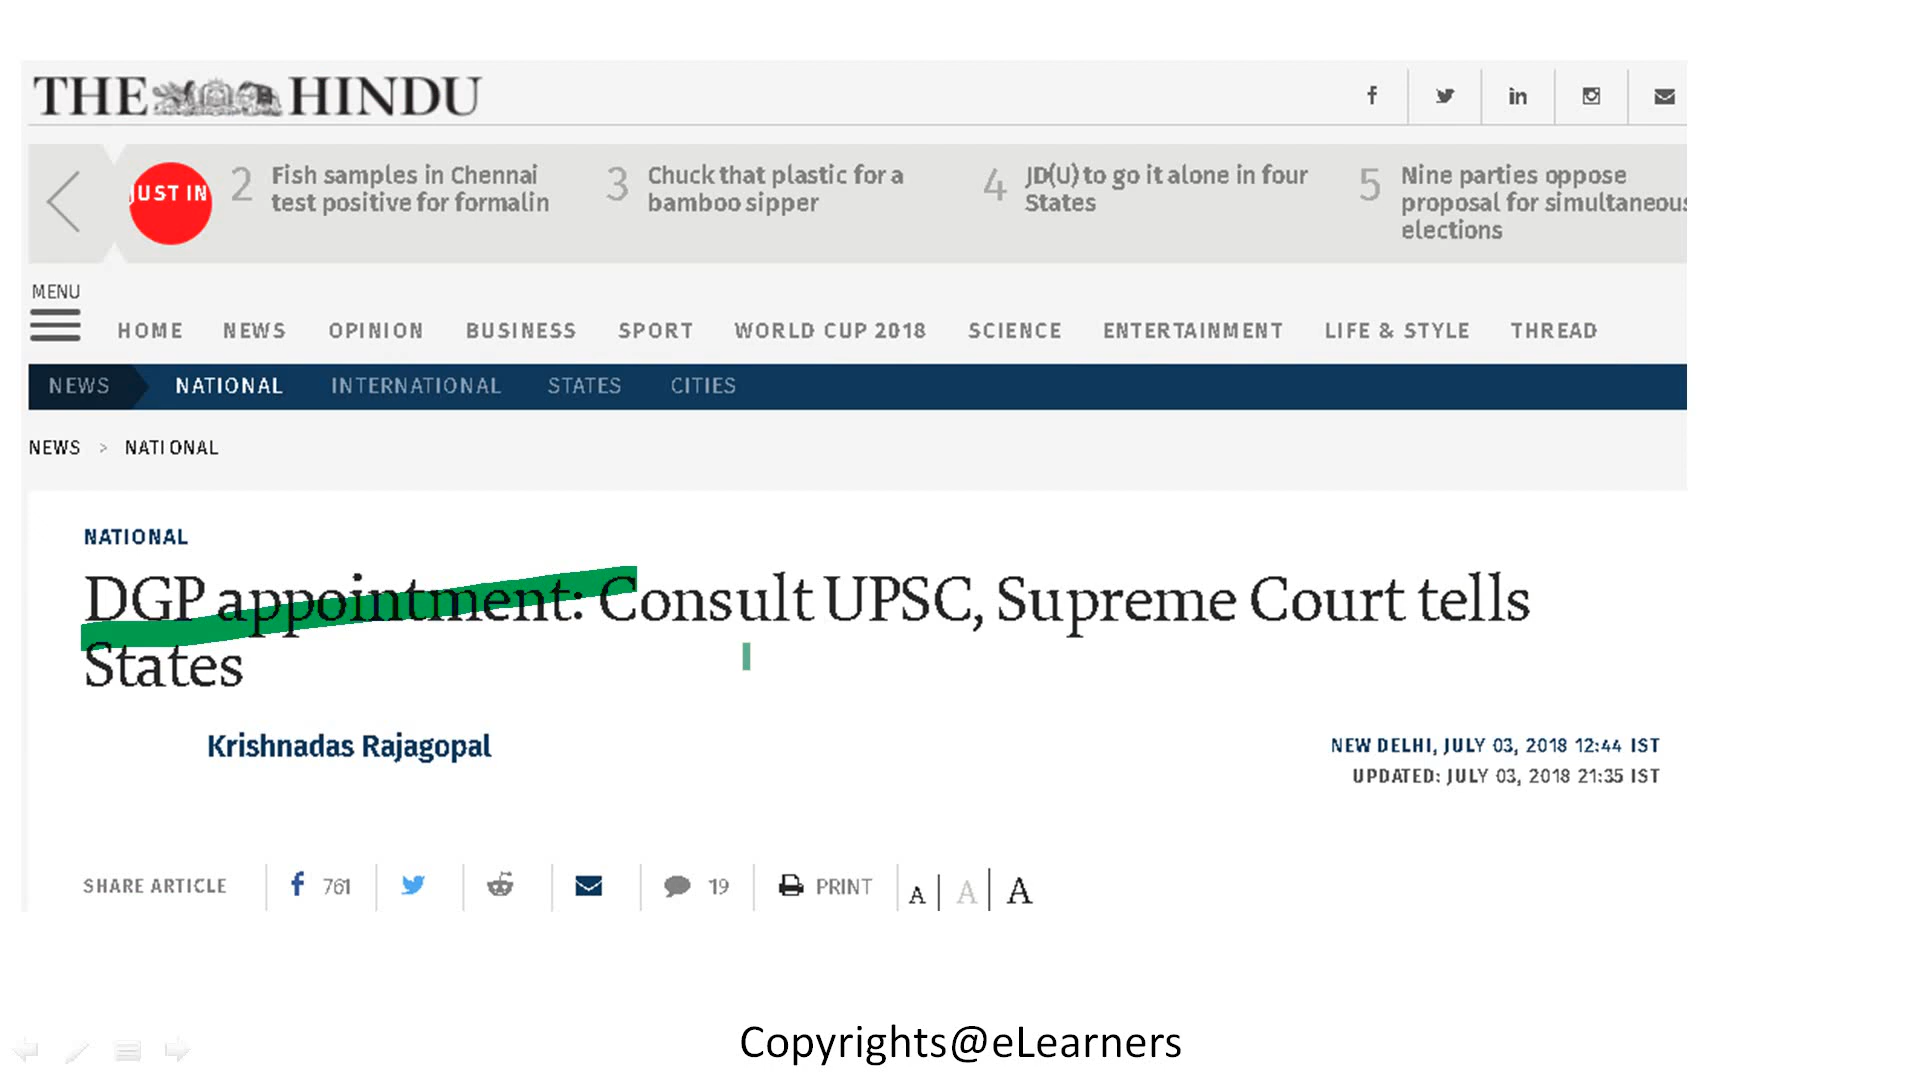 THE HINDU
JUST IN
2 Fish samples in Chennai
test positive for formalin
3 Chuck that plastic for a
bamboo sipper
4 JD(U) to go it alone in four
States
5 Nine parties oppose
proposal for simultaneous
elections
MENU
HOME NEWS OPINION BUSINESS SPORT WORLD CUP 2018 SCIENCE ENTERTAINMENT LIFE & STYLE THREAD
NEWS NATIONAL INTERNATIONAL STATES CITIES
NEWS > NATIONAL
NATIONAL
DGP appointment: Consult UPSC, Supreme Court tells
States
Krishnadas Rajagopal
NEW DELHI, JULY 03, 2018 12:44 IST
UPDATED: JULY 03, 2018 21:35 IST
SHARE ARTICLE 761 19 PRINT A A A
Copyrights@eLearners